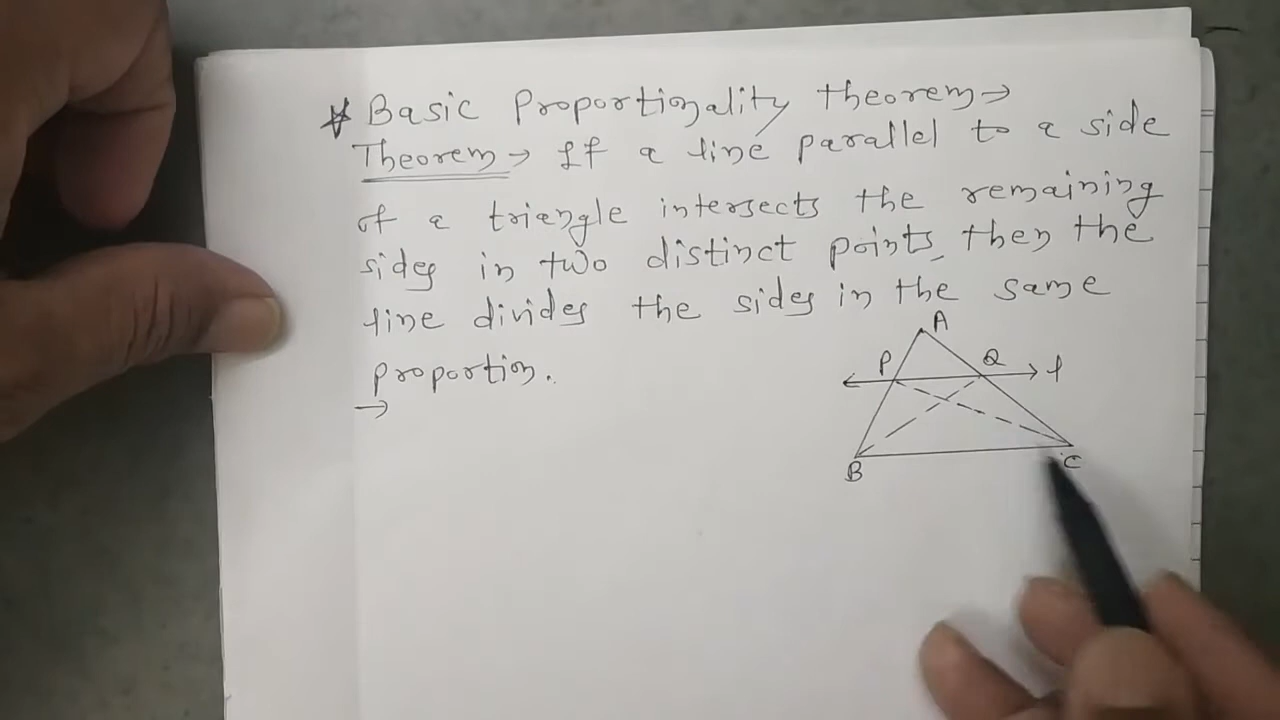 * Basic Proportionality theorem →
Theorem → If a line parallel to a side
of a triangle intersects the remaining
sides in two distinct points, then the
line divides the sides in the same
proportion.
→
A
P Q l
B C